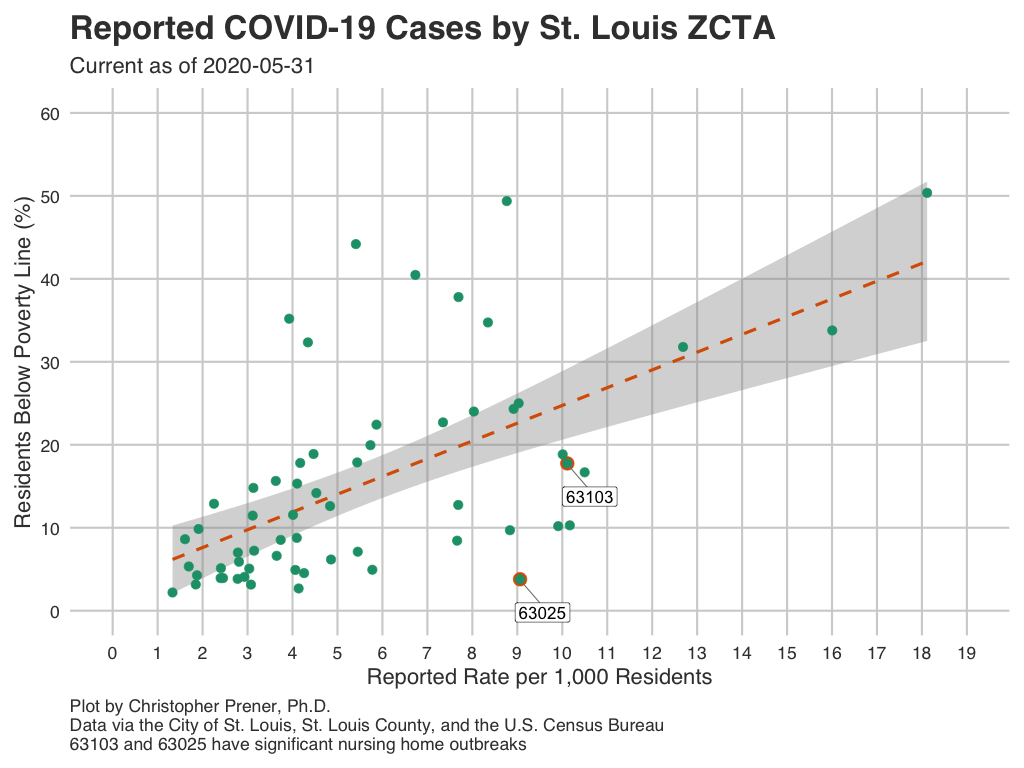 Reported COVID-19 Cases by St. Louis ZCTA
Current as of 2020-05-31
Residents Below Poverty Line (%)
60
50
40
30
20
10
0
63103
63025
0 1 2 3 4 5 6 7 8 9 10 11 12 13 14 15 16 17 18 19
Reported Rate per 1,000 Residents
Plot by Christopher Prener, Ph.D.
Data via the City of St. Louis, St. Louis County, and the U.S. Census Bureau
63103 and 63025 have significant nursing home outbreaks